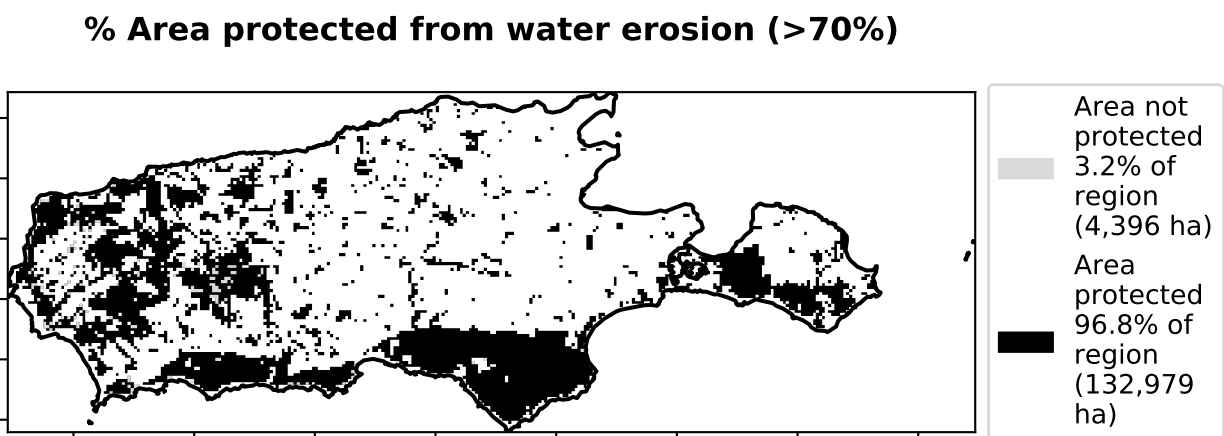 % Area protected from water erosion (>70%)
Area not
protected
3.2% of
region
(4,396 ha)
Area
protected
96.8% of
region
(132,979
ha)